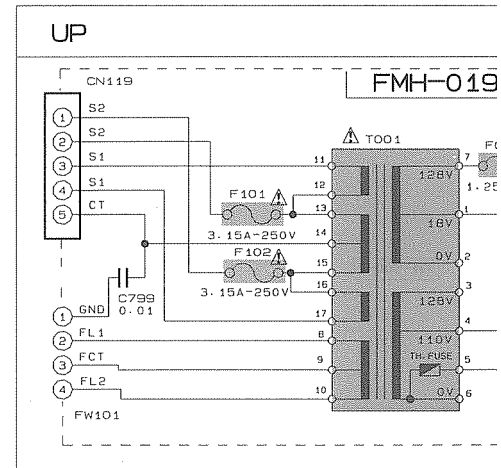 UP
FMH-019
CN119
1 S2
2 S2
3 S1
4 S1
5 CT
T001
11
12
13
14
15
16
17
8
9
10
7
1
2
3
4
5
6
128V
18V
0V
128V
110V
TH.FUSE
0V
F101
3.15A-250V
F102
3.15A-250V
1.25
C799
0.01
1 GND
2 FL1
3 FCT
4 FL2
FW101